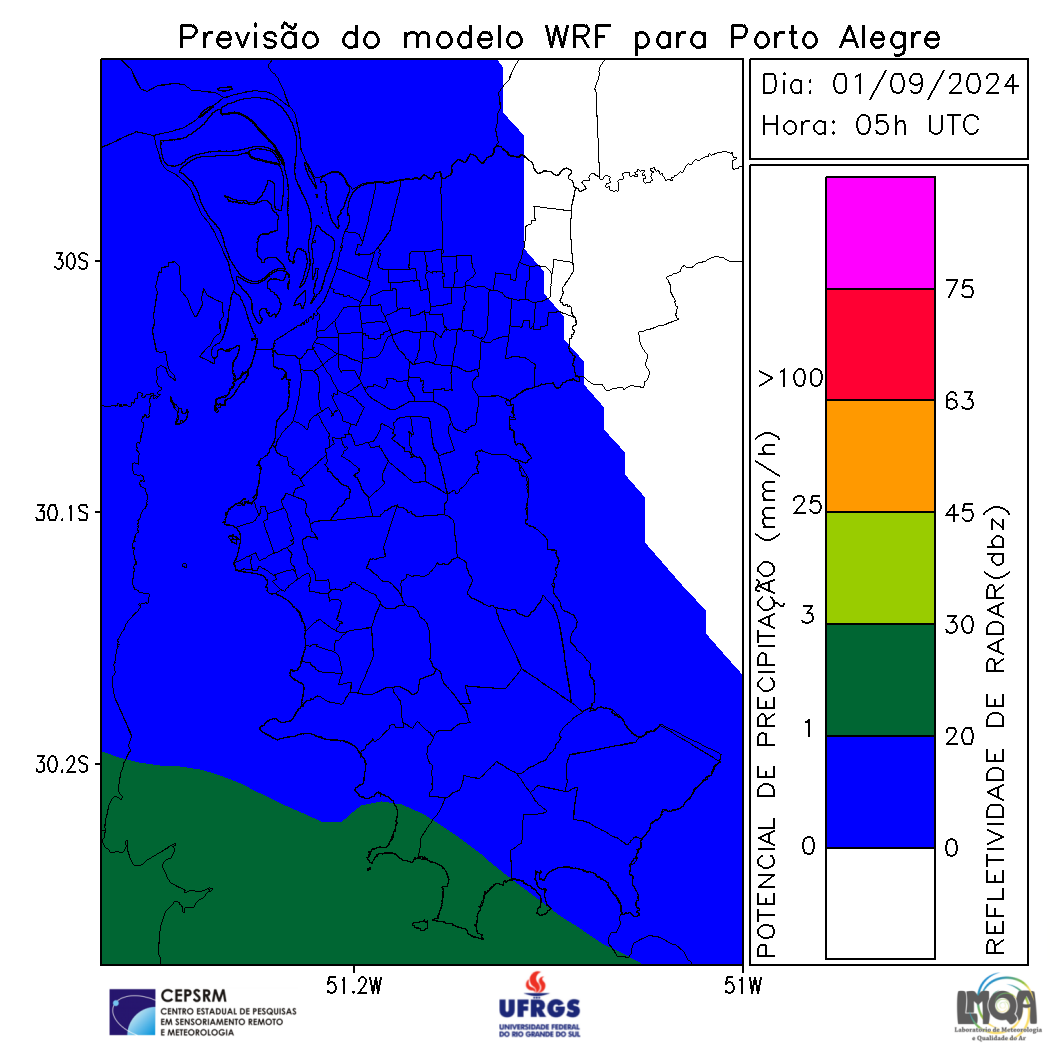 Previsão do modelo WRF para Porto Alegre
Dia: 01/09/2024
Hora: 05h UTC
30S
30.1S
30.2S
51.2W
51W
POTENCIAL DE PRECIPITAÇÃO (mm/h)
>100
25
3
1
0
75
63
45
30
20
0
REFLETIVIDADE DE RADAR(dbz)
CEPSRM
CENTRO ESTADUAL DE PESQUISAS
EM SENSORIAMENTO REMOTO
E METEOROLOGIA
UFRGS
UNIVERSIDADE FEDERAL
DO RIO GRANDE DO SUL
LMQA
Laboratório de Meteorologia
e Qualidade do Ar